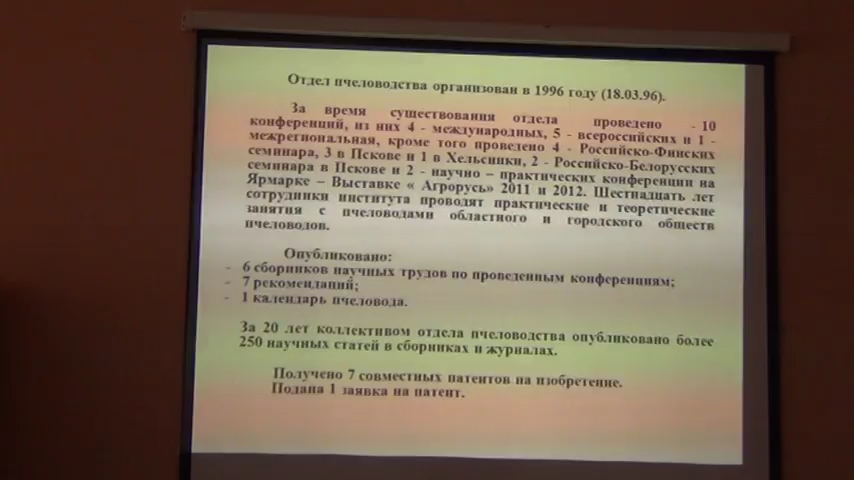 Отдел пчеловодства организован в 1996 году (18.03.96).
За время существования отдела проведено - 10
конференций, из них 4 - международных, 5 - всероссийских и 1 -
межрегиональная, кроме того проведено 4 - Российско-Финских
семинара, 3 в Пскове и 1 в Хельсинки, 2 - Российско-Белорусских
семинара в Пскове и 2 - научно – практических конференции на
Ярмарке – Выставке « Агрорусь» 2011 и 2012. Шестнадцать лет
сотрудники института проводят практические и теоретические
занятия с пчеловодами областного и городского обществ
пчеловодов.
Опубликовано:
- 6 сборников научных трудов по проведенным конференциям;
- 7 рекомендаций;
- 1 календарь пчеловода.
За 20 лет коллективом отдела пчеловодства опубликовано более
250 научных статей в сборниках и журналах.
Получено 7 совместных патентов на изобретение.
Подана 1 заявка на патент.